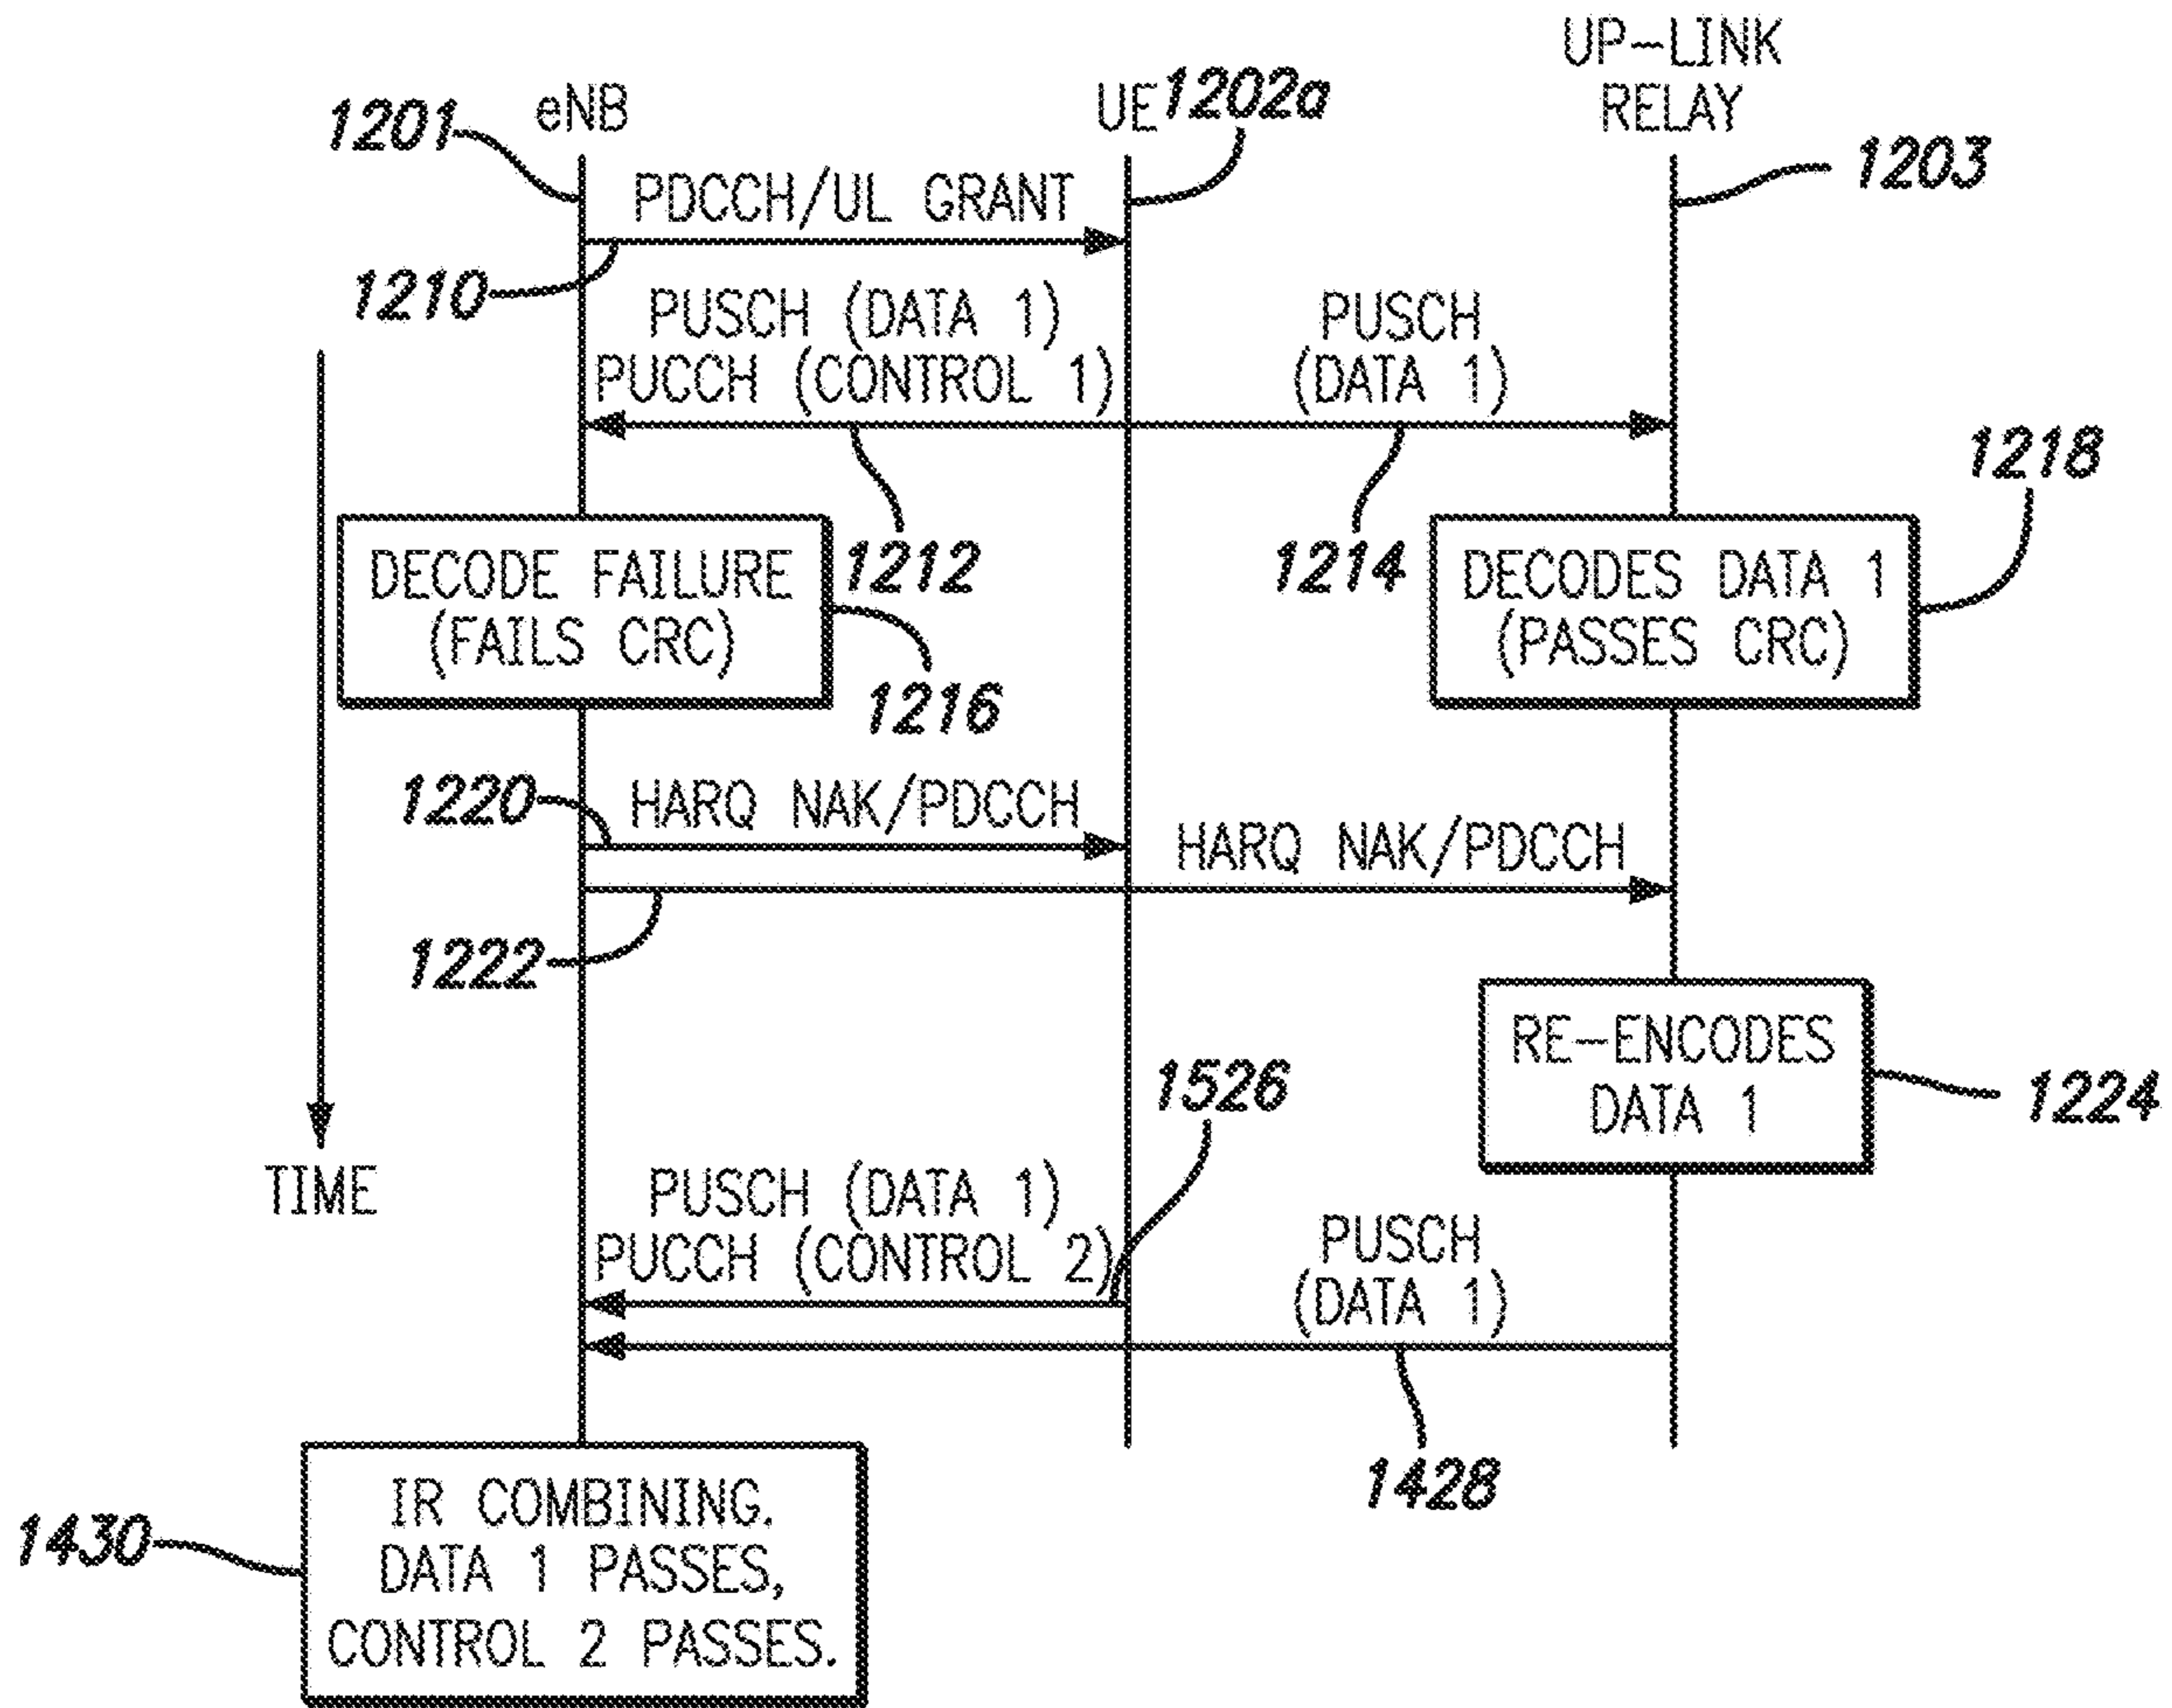 UP-LINK
RELAY
eNB
UE
1202a
1201
1203
PDCCH/UL GRANT
1210
PUSCH (DATA 1)
PUCCH (CONTROL 1)
PUSCH
(DATA 1)
1218
1212
1214
DECODE FAILURE
(FAILS CRC)
DECODES DATA 1
(PASSES CRC)
1216
1220
HARQ NAK/PDCCH
HARQ NAK/PDCCH
1222
RE-ENCODES
DATA 1
1526
1224
TIME
PUSCH (DATA 1)
PUCCH (CONTROL 2)
PUSCH
(DATA 1)
1428
1430
IR COMBINING.
DATA 1 PASSES,
CONTROL 2 PASSES.